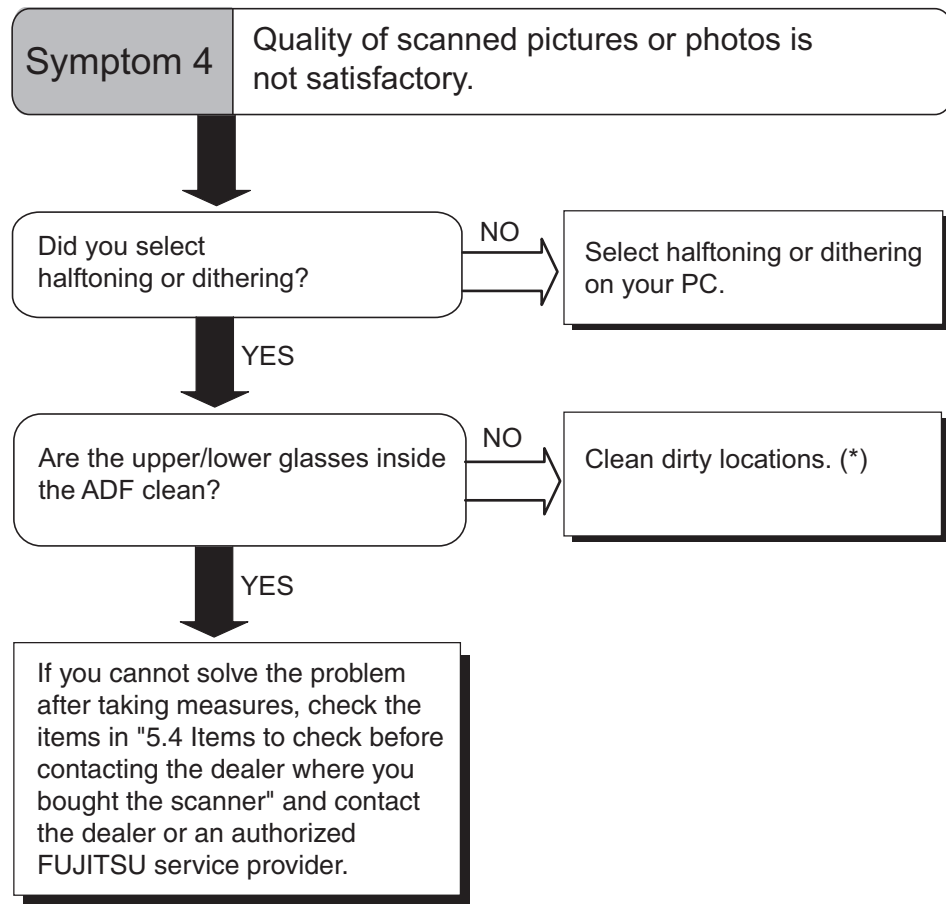 Symptom 4
Quality of scanned pictures or photos is
not satisfactory.
Did you select
halftoning or dithering?
NO
Select halftoning or dithering
on your PC.
YES
Are the upper/lower glasses inside
the ADF clean?
NO
Clean dirty locations. (*)
YES
If you cannot solve the problem
after taking measures, check the
items in "5.4 Items to check before
contacting the dealer where you
bought the scanner" and contact
the dealer or an authorized
FUJITSU service provider.